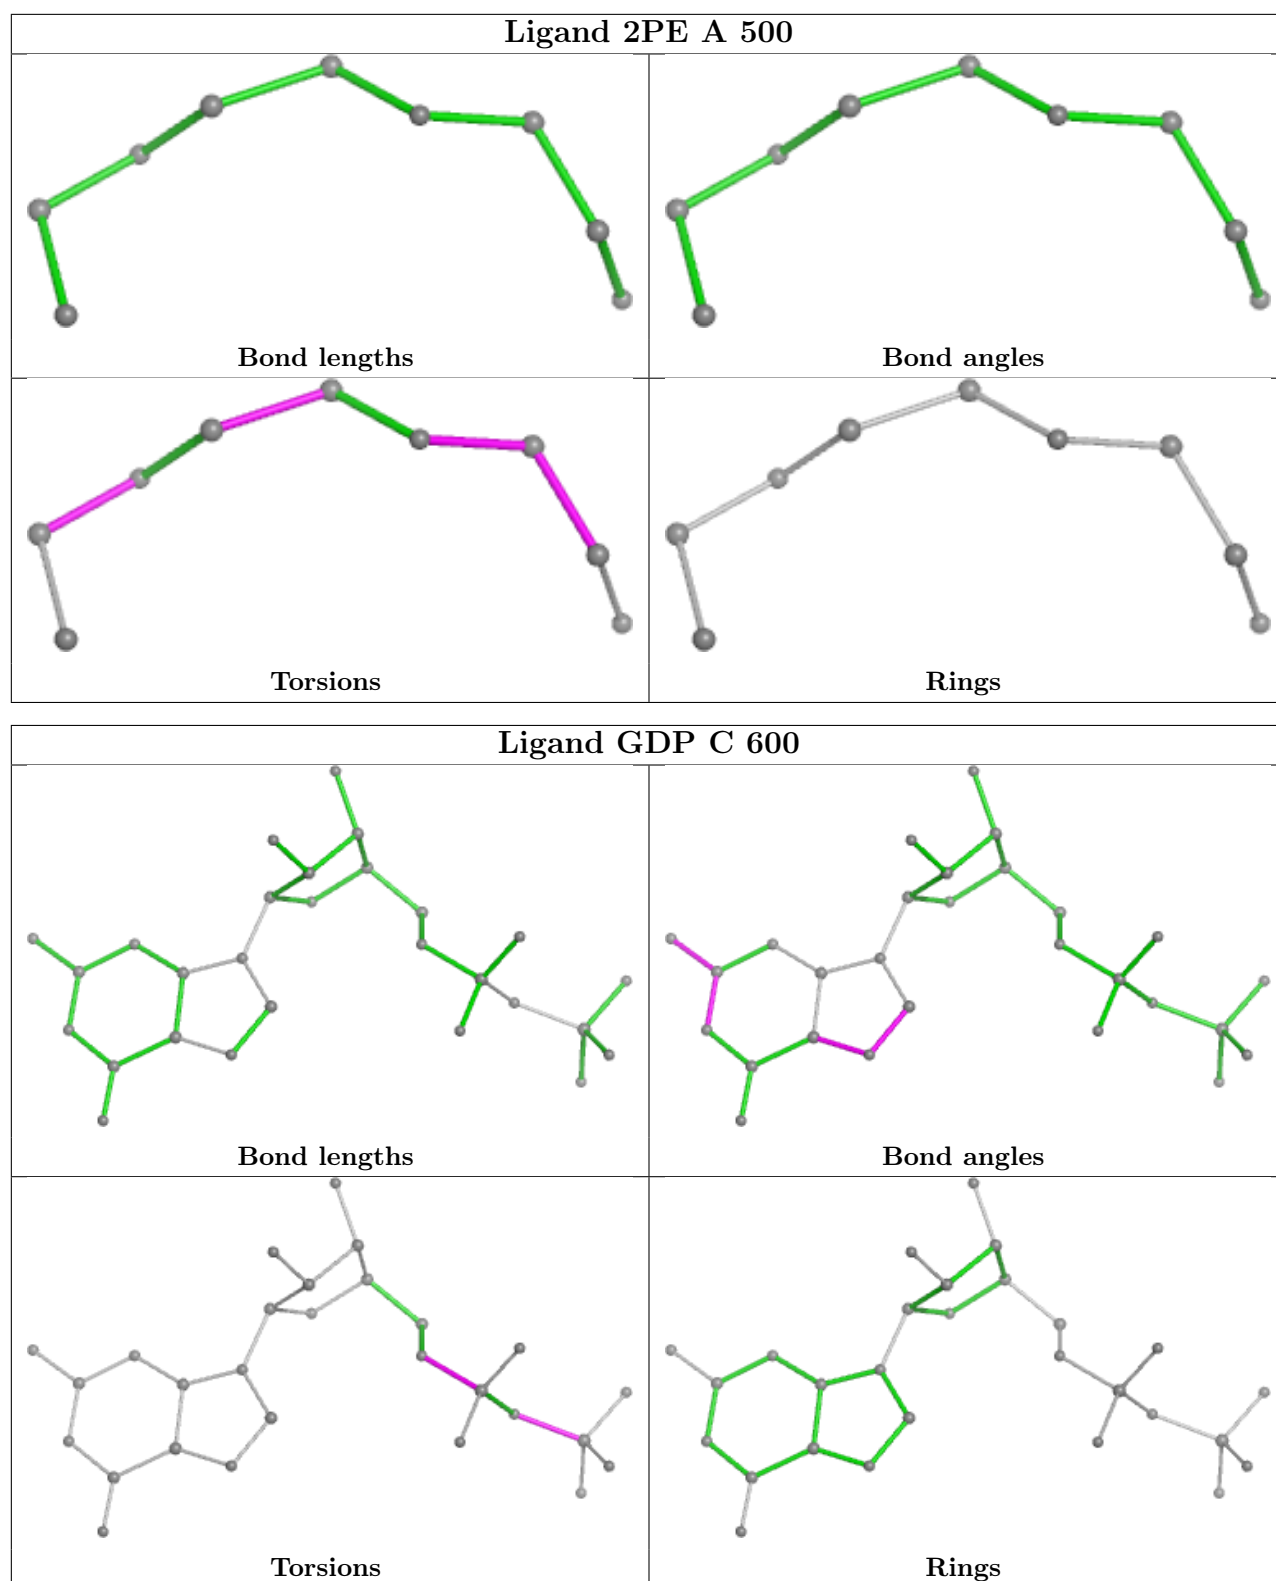 Ligand 2PE A 500
Bond lengths
Bond angles
Torsions
Rings
Ligand GDP C 600
Bond lengths
Bond angles
Torsions
Rings